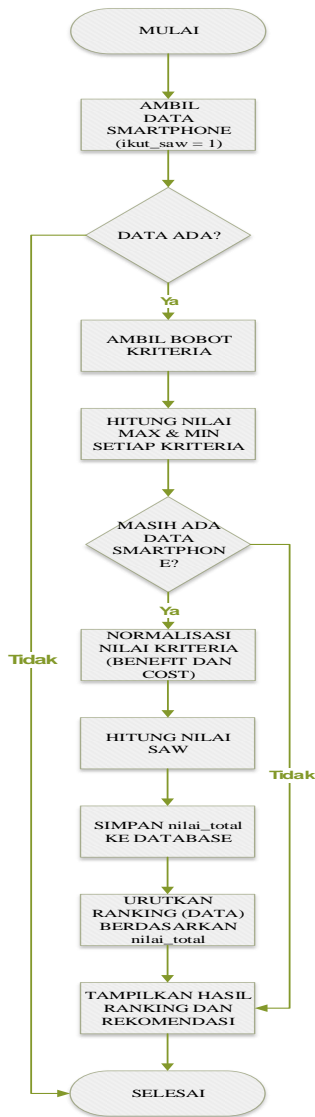 MULAI
AMBIL
DATA
SMARTPHONE
(ikut_saw = 1)
DATA ADA?
Ya
AMBIL BOBOT
KRITERIA
HITUNG NILAI
MAX & MIN
SETIAP KRITERIA
MASIH ADA
DATA
SMARTPHON
E?
Ya
NORMALISASI
NILAI KRITERIA
(BENEFIT DAN
COST)
Tidak
HITUNG NILAI
SAW
Tidak
SIMPAN nilai_total
KE DATABASE
URUTKAN
RANKING (DATA)
BERDASARKAN
nilai_total
TAMPILKAN HASIL
RANKING DAN
REKOMENDASI
SELESAI